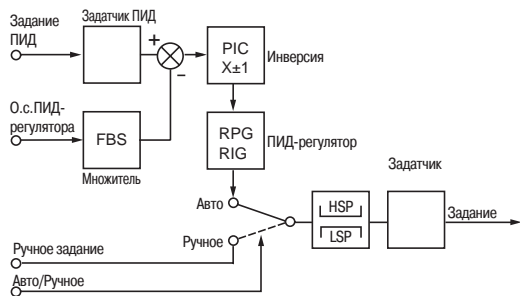 Задание
ПИД
Задатчик ПИД
+
−
PIC
X±1
Инверсия
О.с.ПИД-
регулятора
FBS
Множитель
RPG
RIG
ПИД-регулятор
Авто
Задатчик
HSP
LSP
Задание
Ручное
Ручное задание
Авто/Ручное